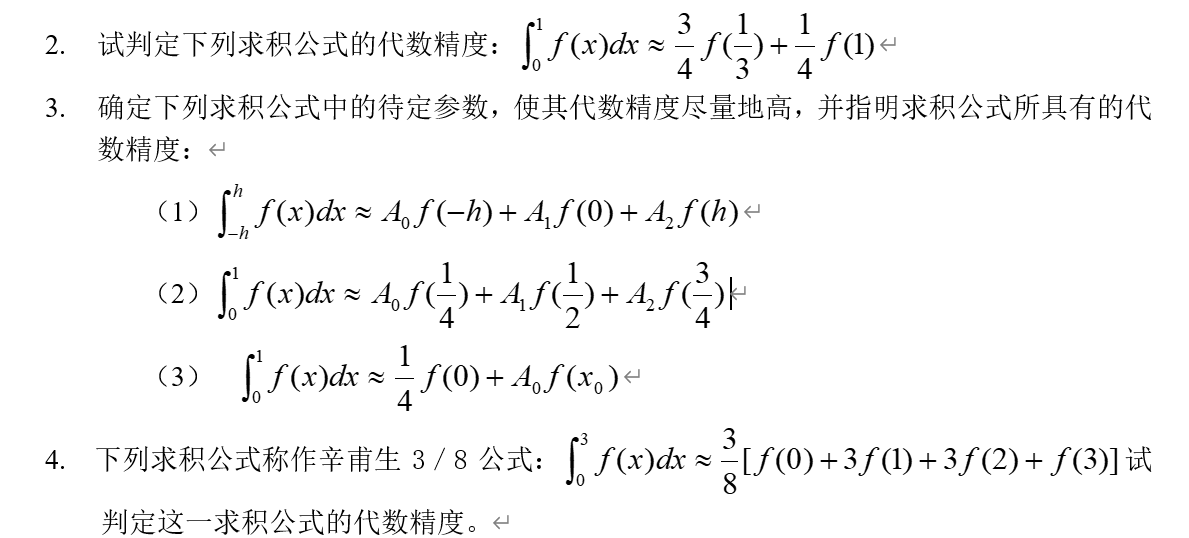 2. 试判定下列求积公式的代数精度：∫₀¹ f(x)dx ≈ 3/4 f(1/3) + 1/4 f(1)↵
3. 确定下列求积公式中的待定参数，使其代数精度尽量地高，并指明求积公式所具有的代
数精度：↵
（1）∫₋ₕʰ f(x)dx ≈ A₀f(−h) + A₁f(0) + A₂f(h)↵
（2）∫₀¹ f(x)dx ≈ A₀f(1/4) + A₁f(1/2) + A₂f(3/4)↵
（3） ∫₀¹ f(x)dx ≈ 1/4 f(0) + A₀f(x₀)↵
4. 下列求积公式称作辛甫生 3／8 公式：∫₀³ f(x)dx ≈ 3/8 [f(0) + 3f(1) + 3f(2) + f(3)] 试
判定这一求积公式的代数精度。↵